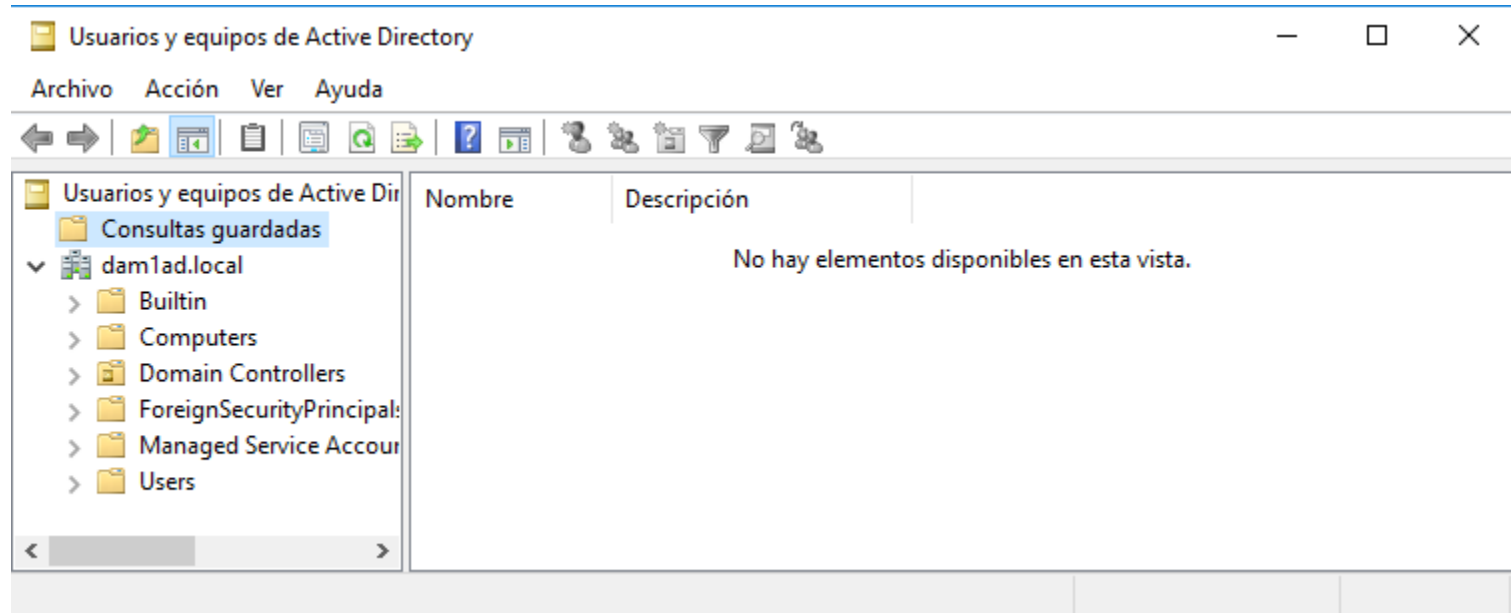 Usuarios y equipos de Active Directory
Archivo Acción Ver Ayuda
Usuarios y equipos de Active Dir
Nombre Descripción
Consultas guardadas
No hay elementos disponibles en esta vista.
dam1ad.local
Builtin
Computers
Domain Controllers
ForeignSecurityPrincipals
Managed Service Accour
Users